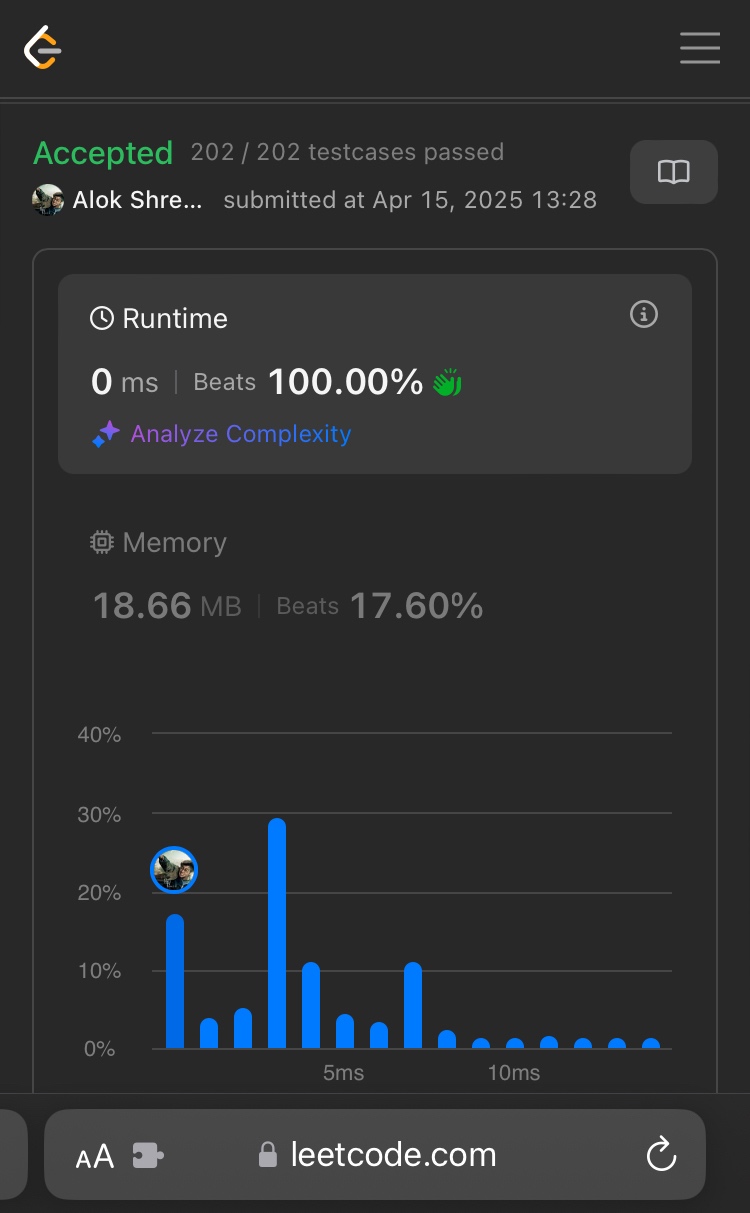 Accepted 202 / 202 testcases passed
Alok Shre... submitted at Apr 15, 2025 13:28
Runtime
0 ms | Beats 100.00%
Analyze Complexity
Memory
18.66 MB | Beats 17.60%
40%
30%
20%
10%
0%
5ms 10ms
AA leetcode.com